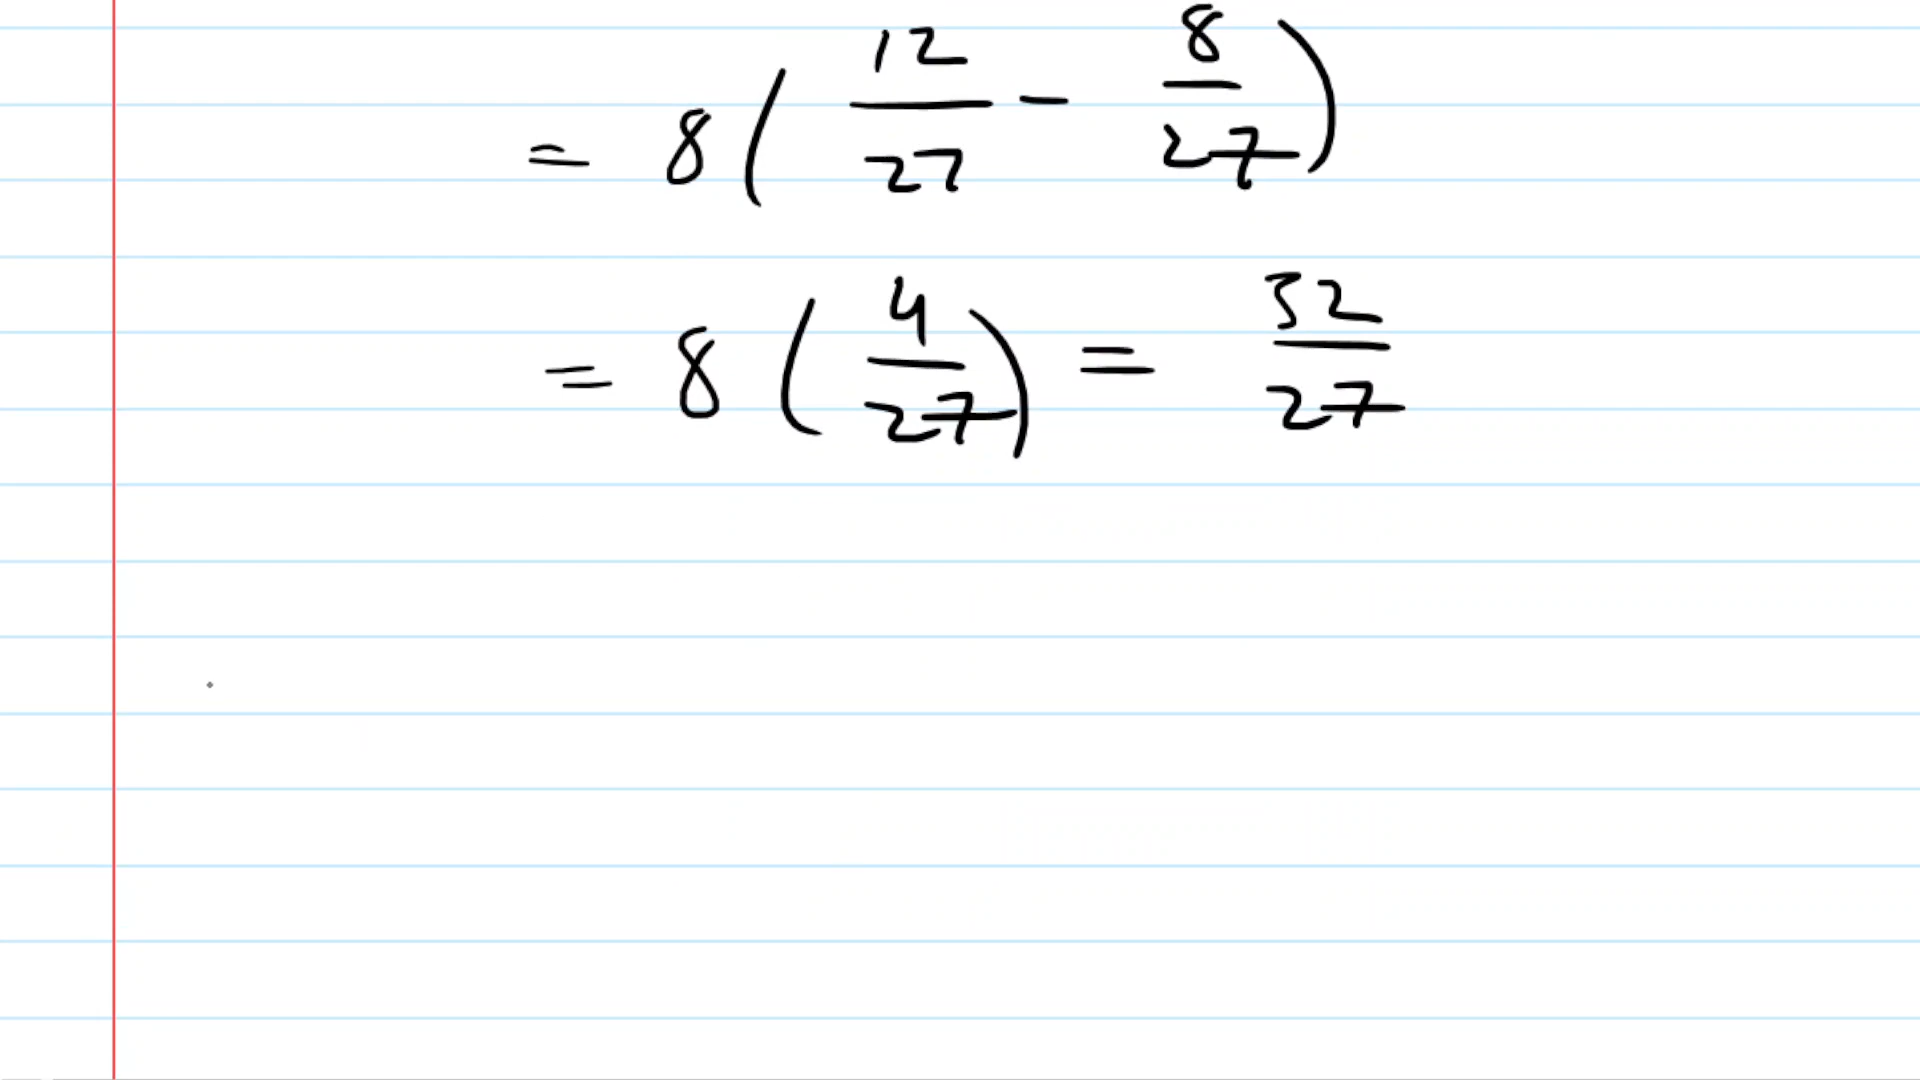 = 8 ( 12/27 - 8/27 )
= 8 ( 4/27 ) = 32/27